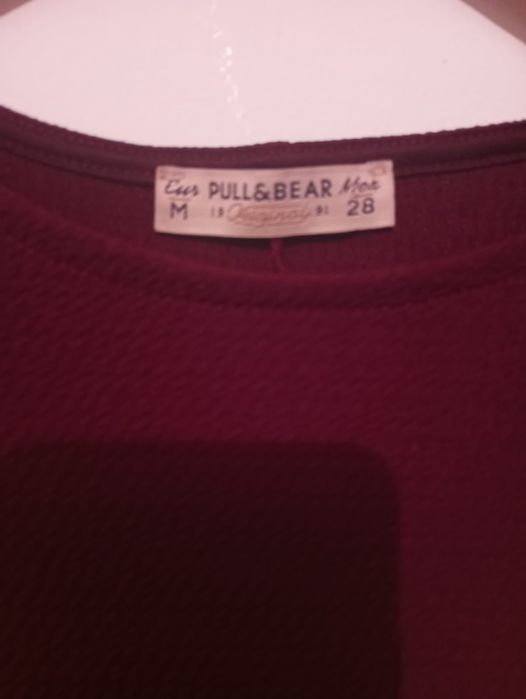 Eur PULL&BEAR Mex
M 19 Original 91 28